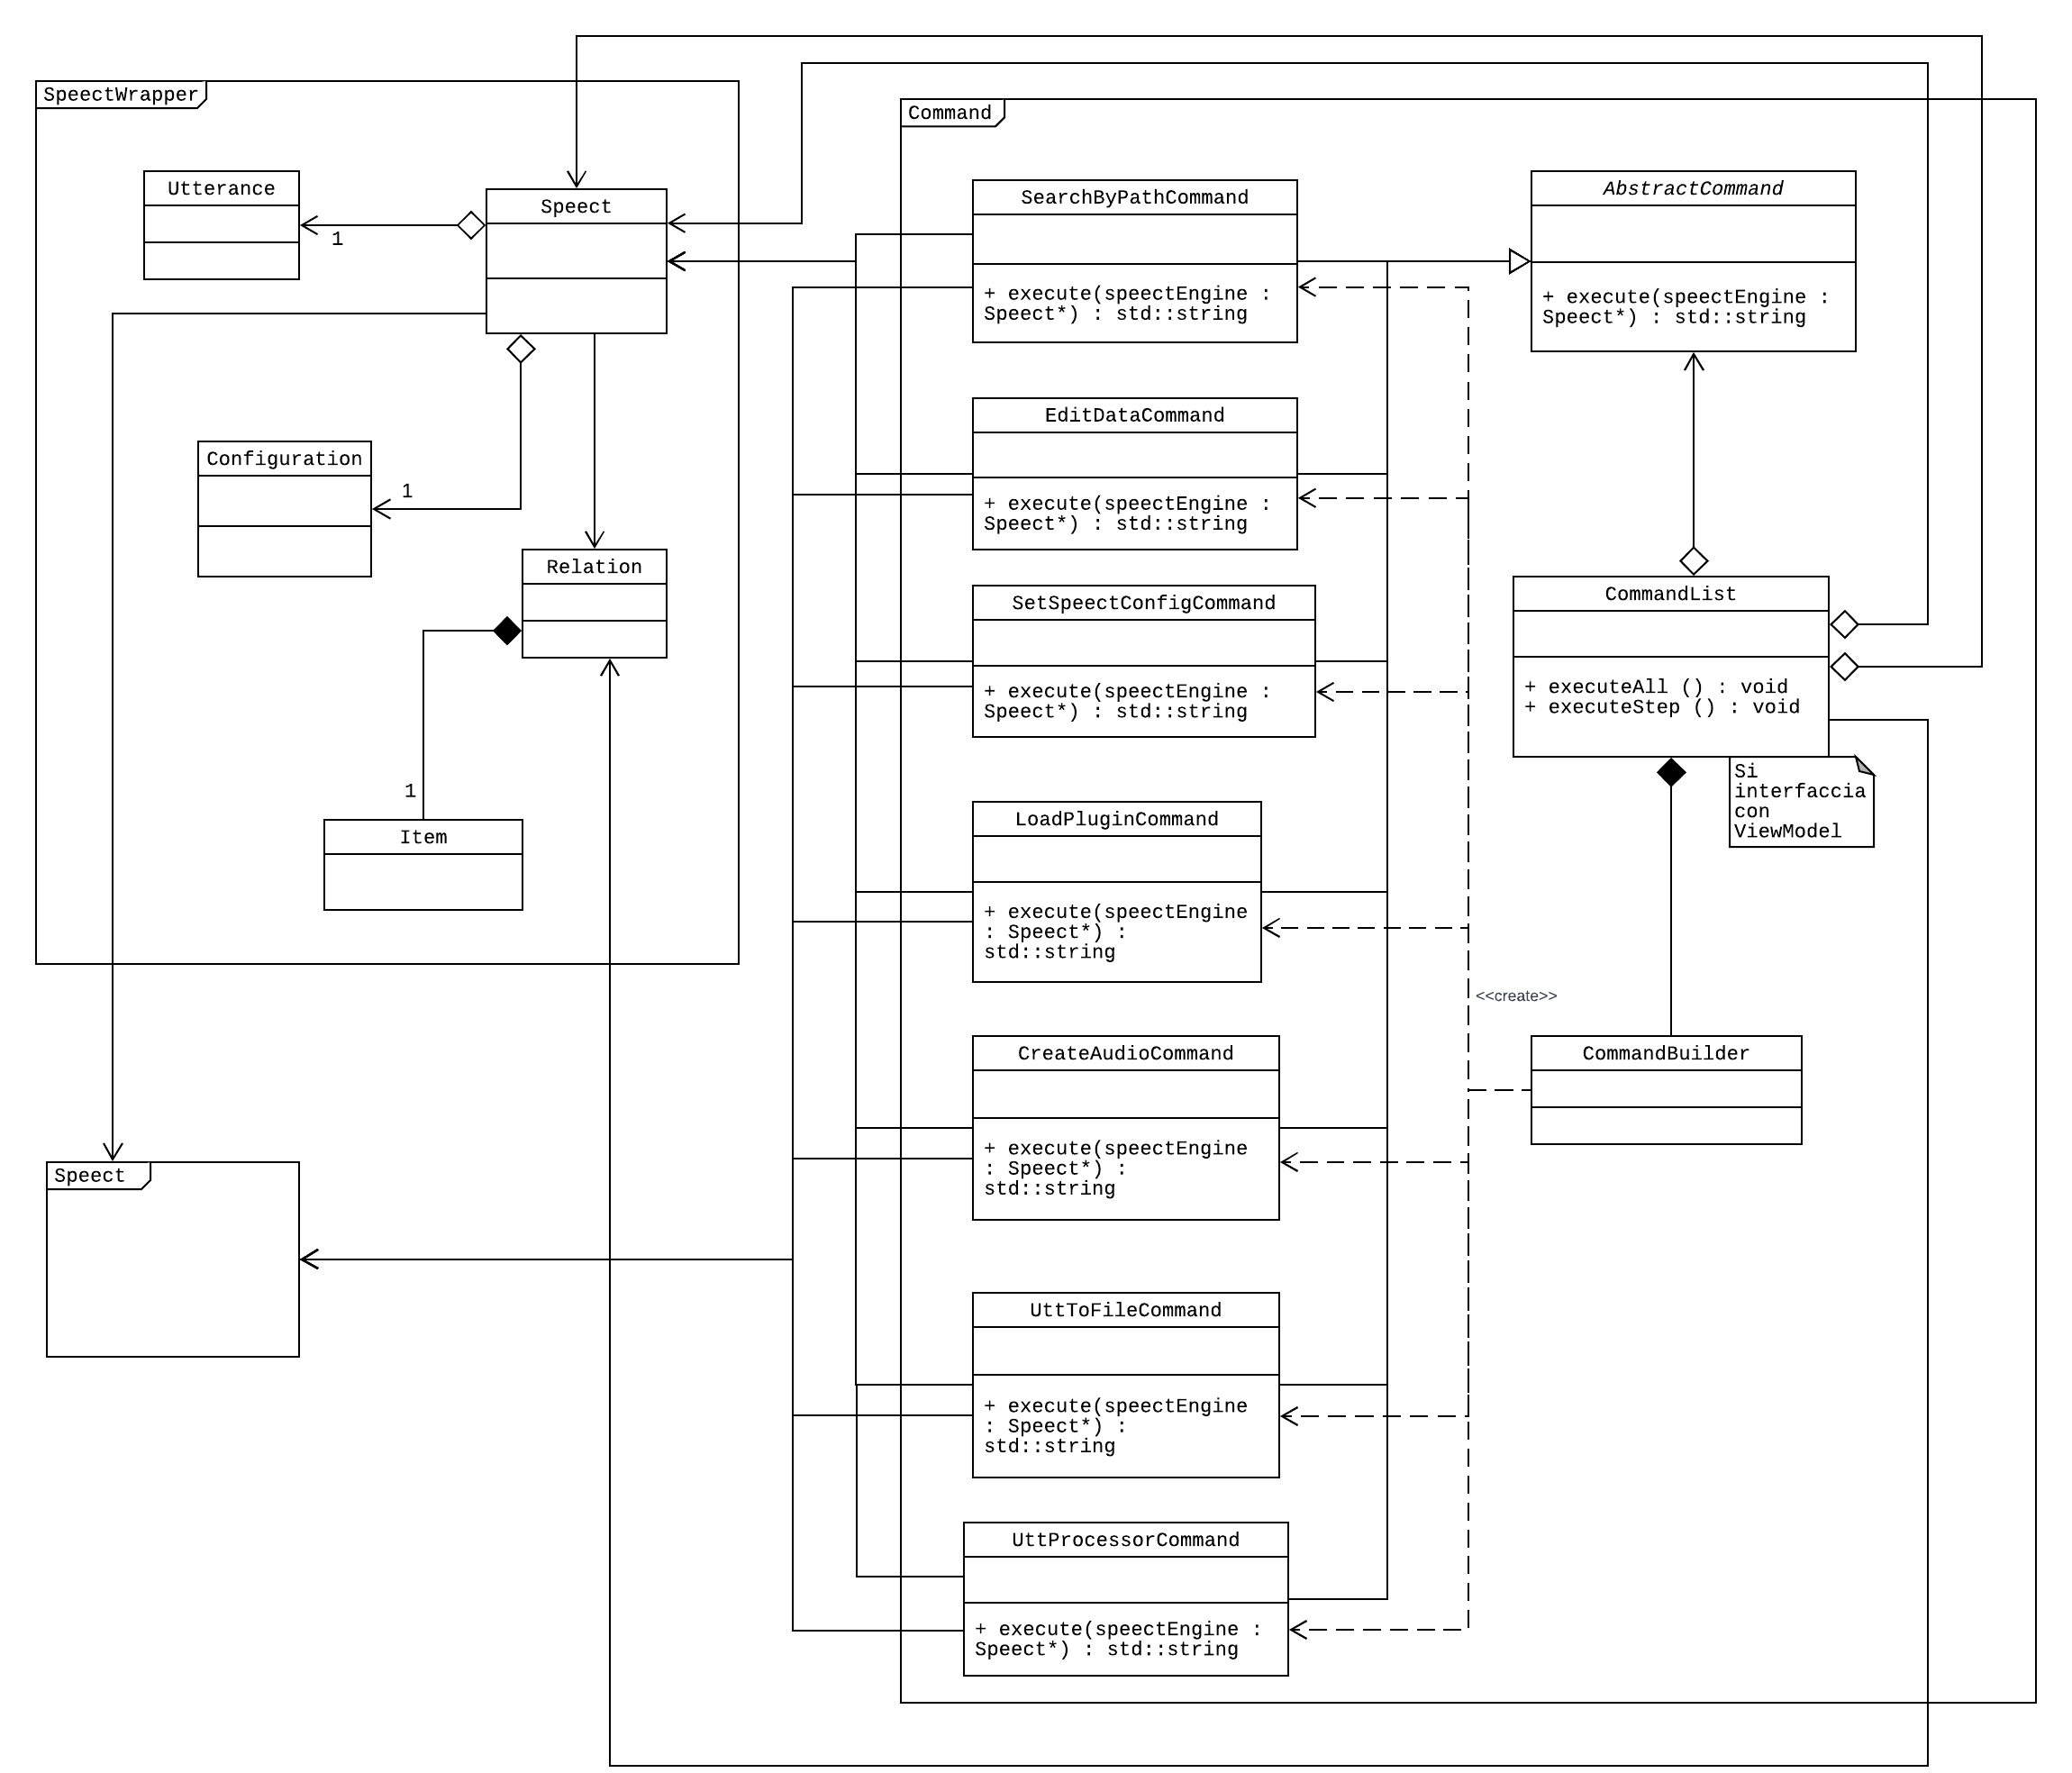 SpeectWrapper
Utterance
1
Speect
Configuration
1
Relation
1
Item
Speect
Command
SearchByPathCommand
+ execute(speectEngine :
Speect*) : std::string
EditDataCommand
+ execute(speectEngine :
Speect*) : std::string
SetSpeectConfigCommand
+ execute(speectEngine :
Speect*) : std::string
LoadPluginCommand
+ execute(speectEngine
: Speect*) :
std::string
CreateAudioCommand
+ execute(speectEngine
: Speect*) :
std::string
UttToFileCommand
+ execute(speectEngine
: Speect*) :
std::string
UttProcessorCommand
+ execute(speectEngine :
Speect*) : std::string
AbstractCommand
+ execute(speectEngine :
Speect*) : std::string
CommandList
+ executeAll () : void
+ executeStep () : void
Si
interfaccia
con
ViewModel
<<create>>
CommandBuilder